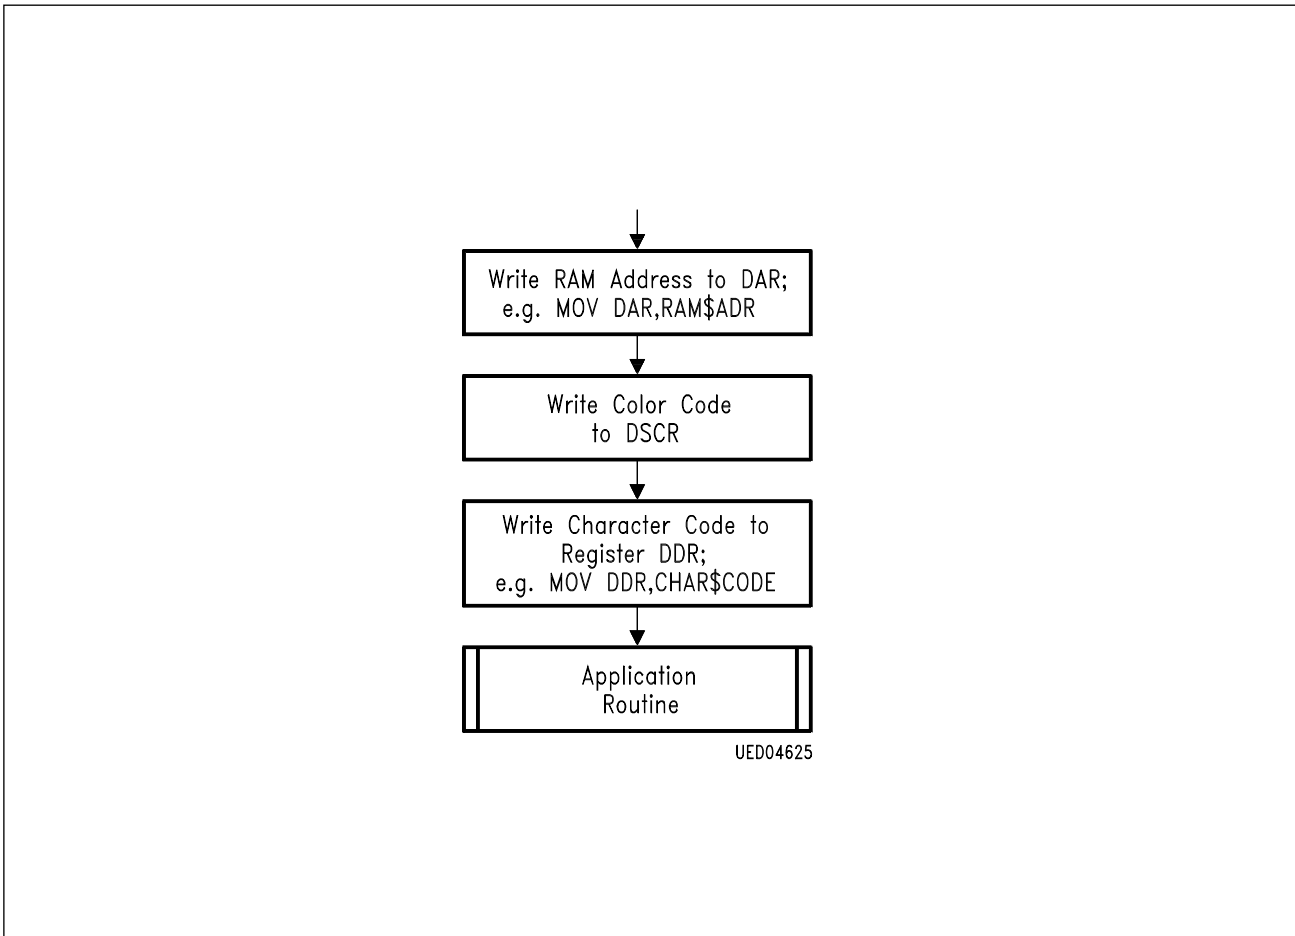 Write RAM Address to DAR;
e.g. MOV DAR,RAM$ADR
Write Color Code
to DSCR
Write Character Code to
Register DDR;
e.g. MOV DDR,CHAR$CODE
Application
Routine
UED04625